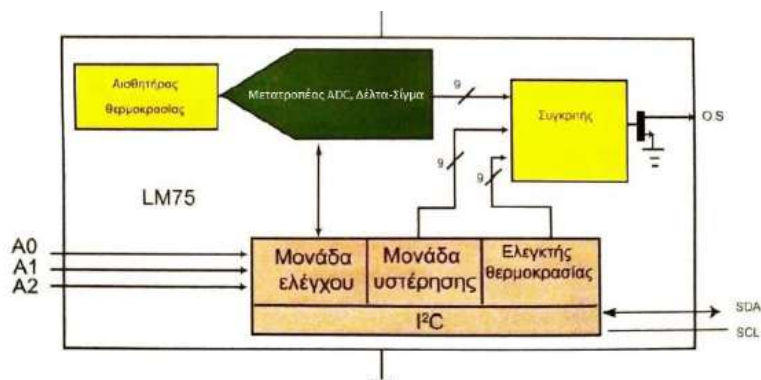 Αισθητήρας
θερμοκρασίας
Μετατροπέας ADC, Δέλτα-Σίγμα
9
Συγκριτής
O.S
9
9
LM75
A0
A1
A2
Μονάδα
ελέγχου
Μονάδα
υστέρησης
Ελεγκτής
θερμοκρασίας
I²C
SDA
SCL